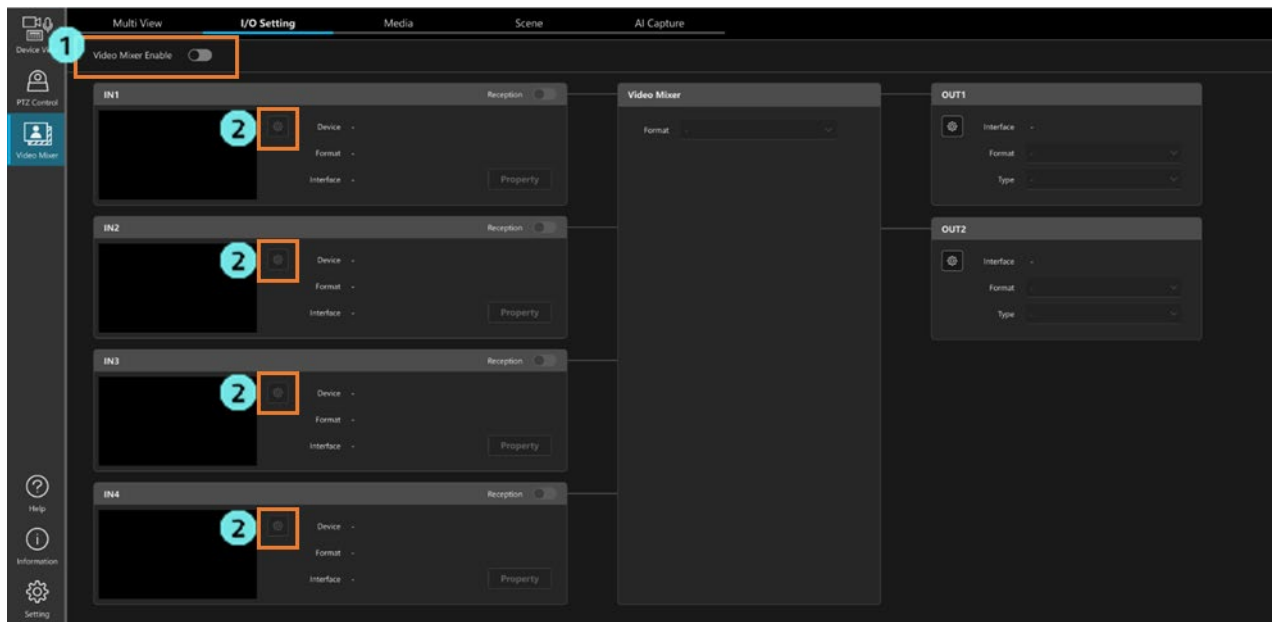 Multi View
I/O Setting
Media
Scene
AI Capture
Device Vi
1
Video Mixer Enable
PTZ Control
Video Mixer
IN1
Reception
2
Device -
Format -
Interface -
Property
IN2
Reception
2
Device -
Format -
Interface -
Property
IN3
Reception
2
Device -
Format -
Interface -
Property
IN4
Reception
2
Device -
Format -
Interface -
Property
Video Mixer
Format -
OUT1
Interface -
Format -
Type -
OUT2
Interface -
Format -
Type -
Help
Information
Setting